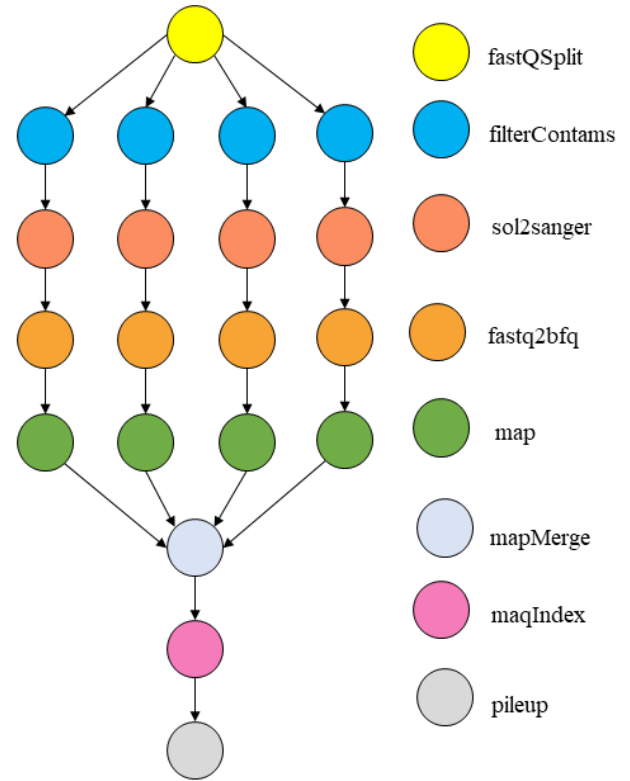 fastQSplit
filterContams
sol2sanger
fastq2bfq
map
mapMerge
maqIndex
pileup